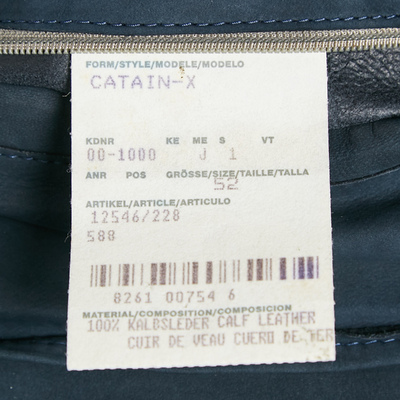 FORM/STYLE/MODELE/MODELO
CATAIN-X
KDNR KE ME S VT
00-1000 J 1
ANR POS GRÖSSE/SIZE/TAILLE/TALLA
52
ARTIKEL/ARTICLE/ARTICULO
12546/228
588
8261 00754 6
MATERIAL/COMPOSITION/COMPOSICION
100% KALBSLEDER CALF LEATHER
CUIR DE VEAU CUERO DE TER